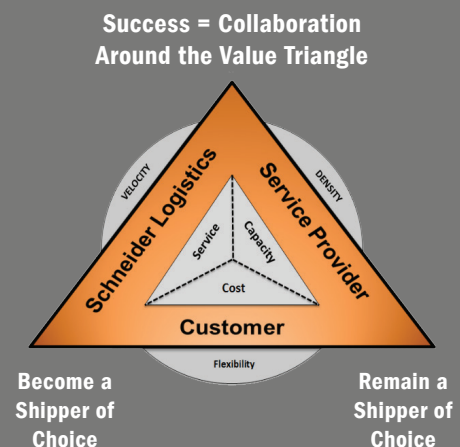 Success = Collaboration
Around the Value Triangle
VELOCITY
DENSITY
Schneider Logistics
Service Provider
Service
Capacity
Cost
Customer
Flexibility
Become a
Shipper of
Choice
Remain a
Shipper of
Choice